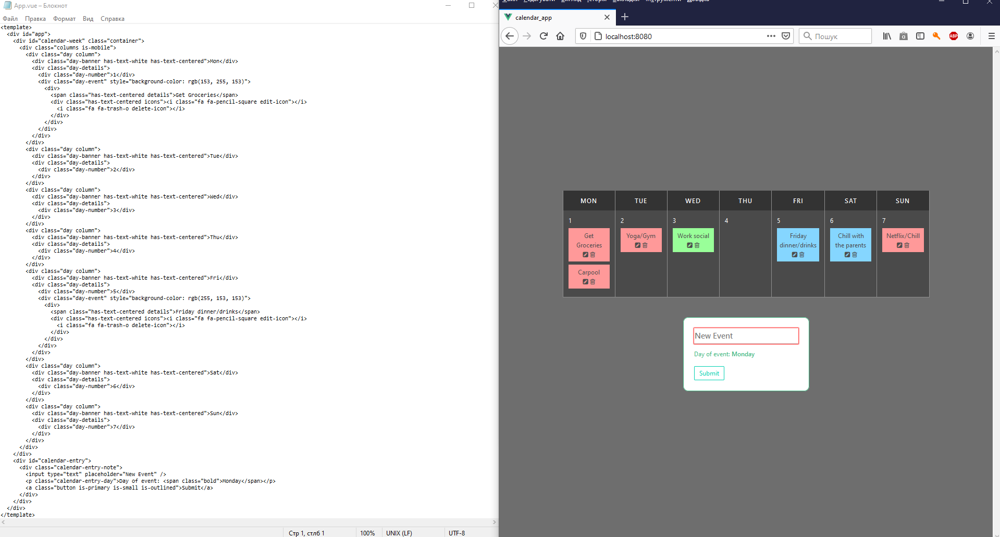 App.vue – Блокнот
Файл Правка Формат Вид Справка
<template>
<div id="app">
<div id="calendar-week" class="container">
<div class="columns is-mobile">
<div class="day column">
<div class="day-banner has-text-white has-text-centered">Mon</div>
<div class="day-details">
<div class="day-number">1</div>
<div class="day-event" style="background-color: rgb(153, 255, 153)">
<div>
<span class="has-text-centered details">Get Groceries</span>
<div class="has-text-centered icons"><i class="fa fa-pencil-square edit-icon"></i>
<i class="fa fa-trash-o delete-icon"></i>
</div>
</div>
</div>
</div>
</div>
<div class="day column">
<div class="day-banner has-text-white has-text-centered">Tue</div>
<div class="day-details">
<div class="day-number">2</div>
</div>
</div>
<div class="day column">
<div class="day-banner has-text-white has-text-centered">Wed</div>
<div class="day-details">
<div class="day-number">3</div>
</div>
</div>
<div class="day column">
<div class="day-banner has-text-white has-text-centered">Thu</div>
<div class="day-details">
<div class="day-number">4</div>
</div>
</div>
<div class="day column">
<div class="day-banner has-text-white has-text-centered">Fri</div>
<div class="day-details">
<div class="day-number">5</div>
<div class="day-event" style="background-color: rgb(255, 153, 153)">
<div>
<span class="has-text-centered details">Friday dinner/drinks</span>
<div class="has-text-centered icons"><i class="fa fa-pencil-square edit-icon"></i>
<i class="fa fa-trash-o delete-icon"></i>
</div>
</div>
</div>
</div>
</div>
<div class="day column">
<div class="day-banner has-text-white has-text-centered">Sat</div>
<div class="day-details">
<div class="day-number">6</div>
</div>
</div>
<div class="day column">
<div class="day-banner has-text-white has-text-centered">Sun</div>
<div class="day-details">
<div class="day-number">7</div>
</div>
</div>
</div>
</div>
<div id="calendar-entry">
<div class="calendar-entry-note">
<input type="text" placeholder="New Event" />
<p class="calendar-entry-day">Day of event: <span class="bold">Monday</span></p>
<a class="button is-primary is-small is-outlined">Submit</a>
</div>
</div>
</div>
</template>
Стр 1, стлб 1 100% UNIX (LF) UTF-8
Файл Редагувати Вигляд Історія Закладки Інструменти Довідка
calendar_app
localhost:8080
Пошук
ABP
MON TUE WED THU FRI SAT SUN
1 2 3 4 5 6 7
Get Groceries
Carpool
Yoga/Gym
Work social
Friday dinner/drinks
Chill with the parents
Netflix/Chill
New Event
Day of event: Monday
Submit